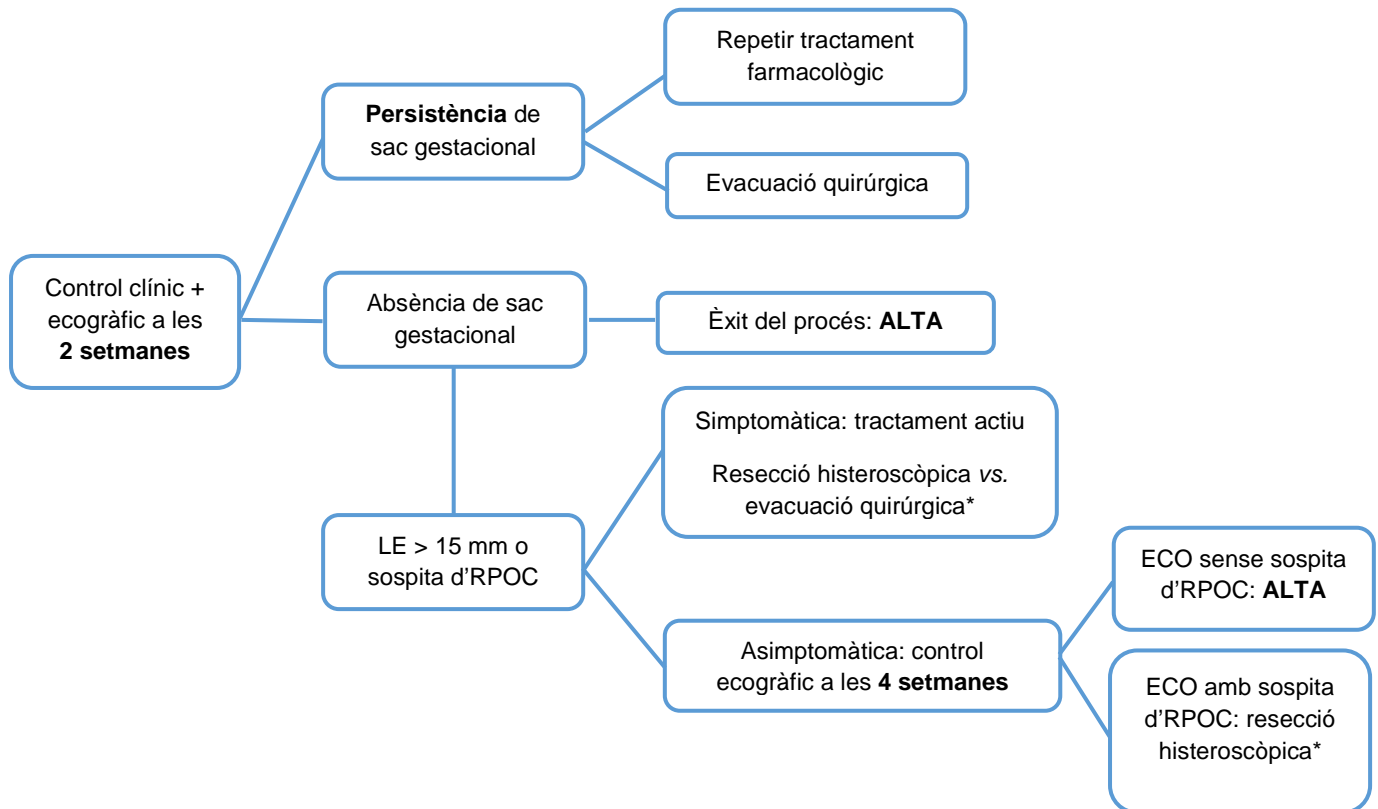 Repetir tractament
farmacològic
Persistència de
sac gestacional
Evacuació quirúrgica
Control clínic +
ecogràfic a les
2 setmanes
Absència de sac
gestacional
Èxit del procés: ALTA
Simptomàtica: tractament actiu
Resecció histeroscòpica vs.
evacuació quirúrgica*
LE > 15 mm o
sospita d’RPOC
ECO sense sospita
d’RPOC: ALTA
Asimptomàtica: control
ecogràfic a les 4 setmanes
ECO amb sospita
d’RPOC: resecció
histeroscòpica*